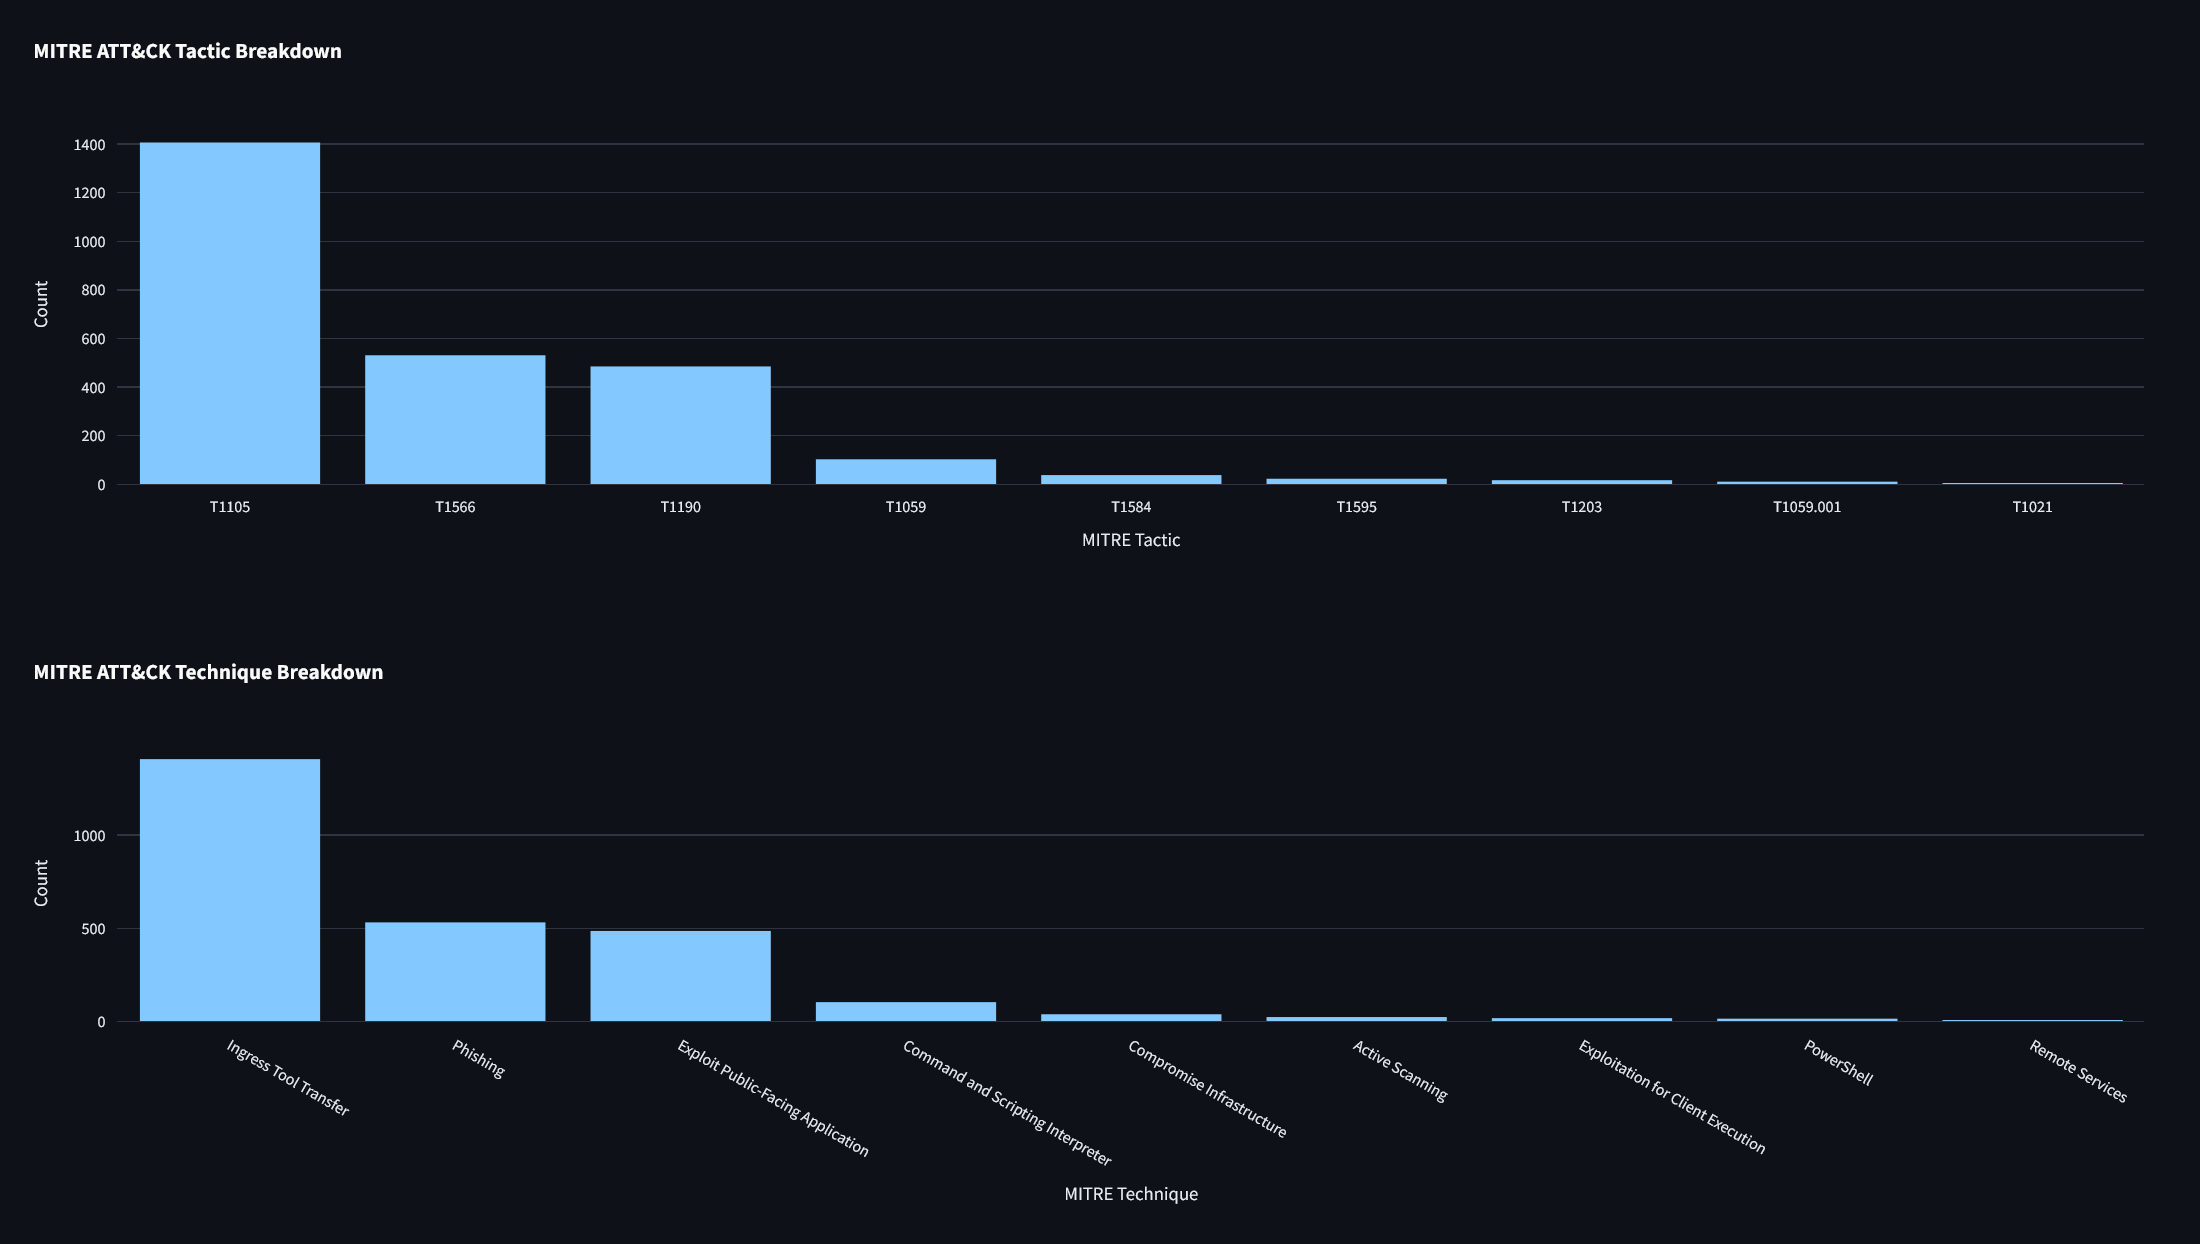 MITRE ATT&CK Tactic Breakdown
1400
1200
1000
800
600
400
200
0
Count
T1105
T1566
T1190
T1059
T1584
T1595
T1203
T1059.001
T1021
MITRE Tactic
MITRE ATT&CK Technique Breakdown
1000
500
0
Count
Ingress Tool Transfer
Phishing
Exploit Public-Facing Application
Command and Scripting Interpreter
Compromise Infrastructure
Active Scanning
Exploitation for Client Execution
PowerShell
Remote Services
MITRE Technique